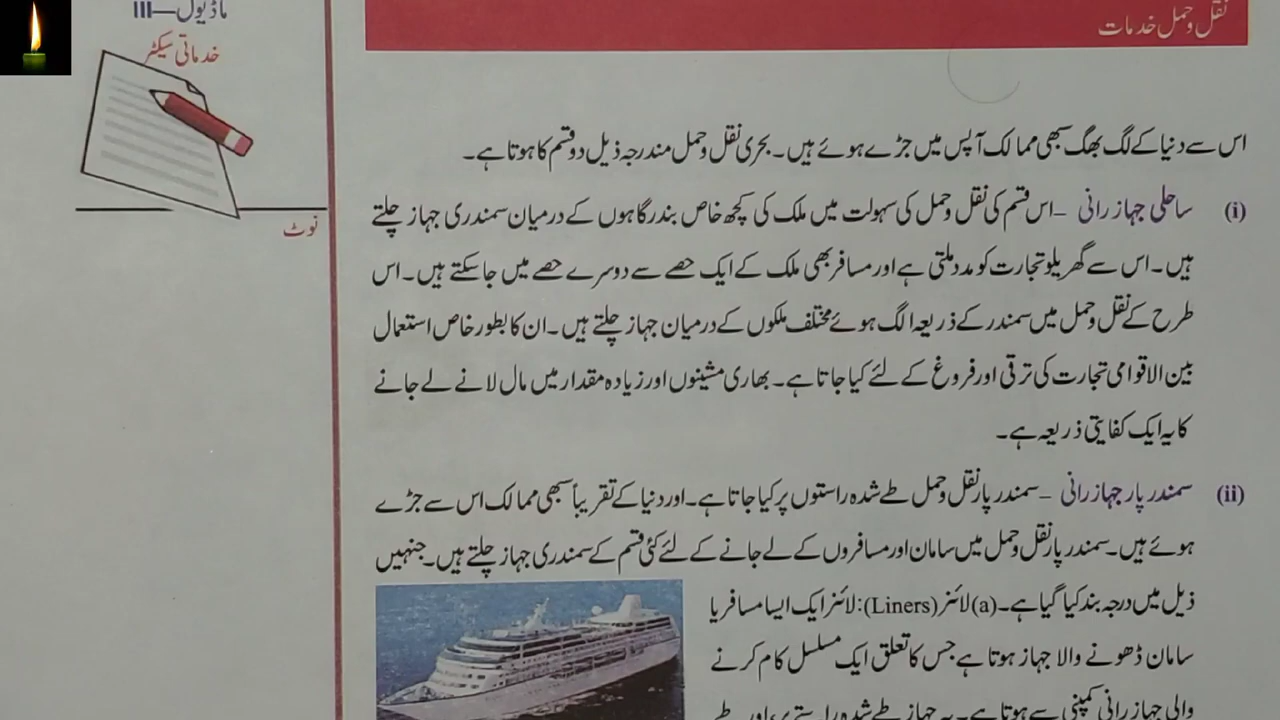 نقل و حمل خدمات
ماڈیول—III
خدماتی سیکٹر
نوٹ
اس سے دنیا کے لگ بھگ سبھی ممالک آپس میں جڑے ہوئے ہیں۔ بحری نقل و حمل مندرجہ ذیل دو قسم کا ہوتا ہے۔
(i) ساحلی جہاز رانی –اس قسم کی نقل و حمل کی سہولت میں ملک کی کچھ خاص بندرگاہوں کے درمیان سمندری جہاز چلتے
ہیں۔ اس سے گھریلو تجارت کو مدد ملتی ہے اور مسافر بھی ملک کے ایک حصے سے دوسرے حصے میں جاسکتے ہیں۔ اس
طرح کے نقل و حمل میں سمندر کے ذریعہ الگ ہوئے مختلف ملکوں کے درمیان جہاز چلتے ہیں۔ ان کا بطور خاص استعمال
بین الاقوامی تجارت کی ترقی اور فروغ کے لئے کیا جاتا ہے۔ بھاری مشینوں اور زیادہ مقدار میں مال لانے لے جانے
کا یہ ایک کفایتی ذریعہ ہے۔
(ii) سمندر پار جہاز رانی –سمندر پار نقل و حمل طے شدہ راستوں پر کیا جاتا ہے۔ اور دنیا کے تقریباً سبھی ممالک اس سے جڑے
ہوئے ہیں۔ سمندر پار نقل و حمل میں سامان اور مسافروں کے لے جانے کے لئے کئی قسم کے سمندری جہاز چلتے ہیں۔ جنہیں
ذیل میں درجہ بند کیا گیا ہے۔ (a) لائنر (Liners): لائنر ایک ایسا مسافر یا
سامان ڈھونے والا جہاز ہوتا ہے جس کا تعلق ایک مسلسل کام کرنے
والی جہاز رانی کمپنی سے ہوتا ہے۔ یہ جہاز طے شدہ راستے پر، اور طے